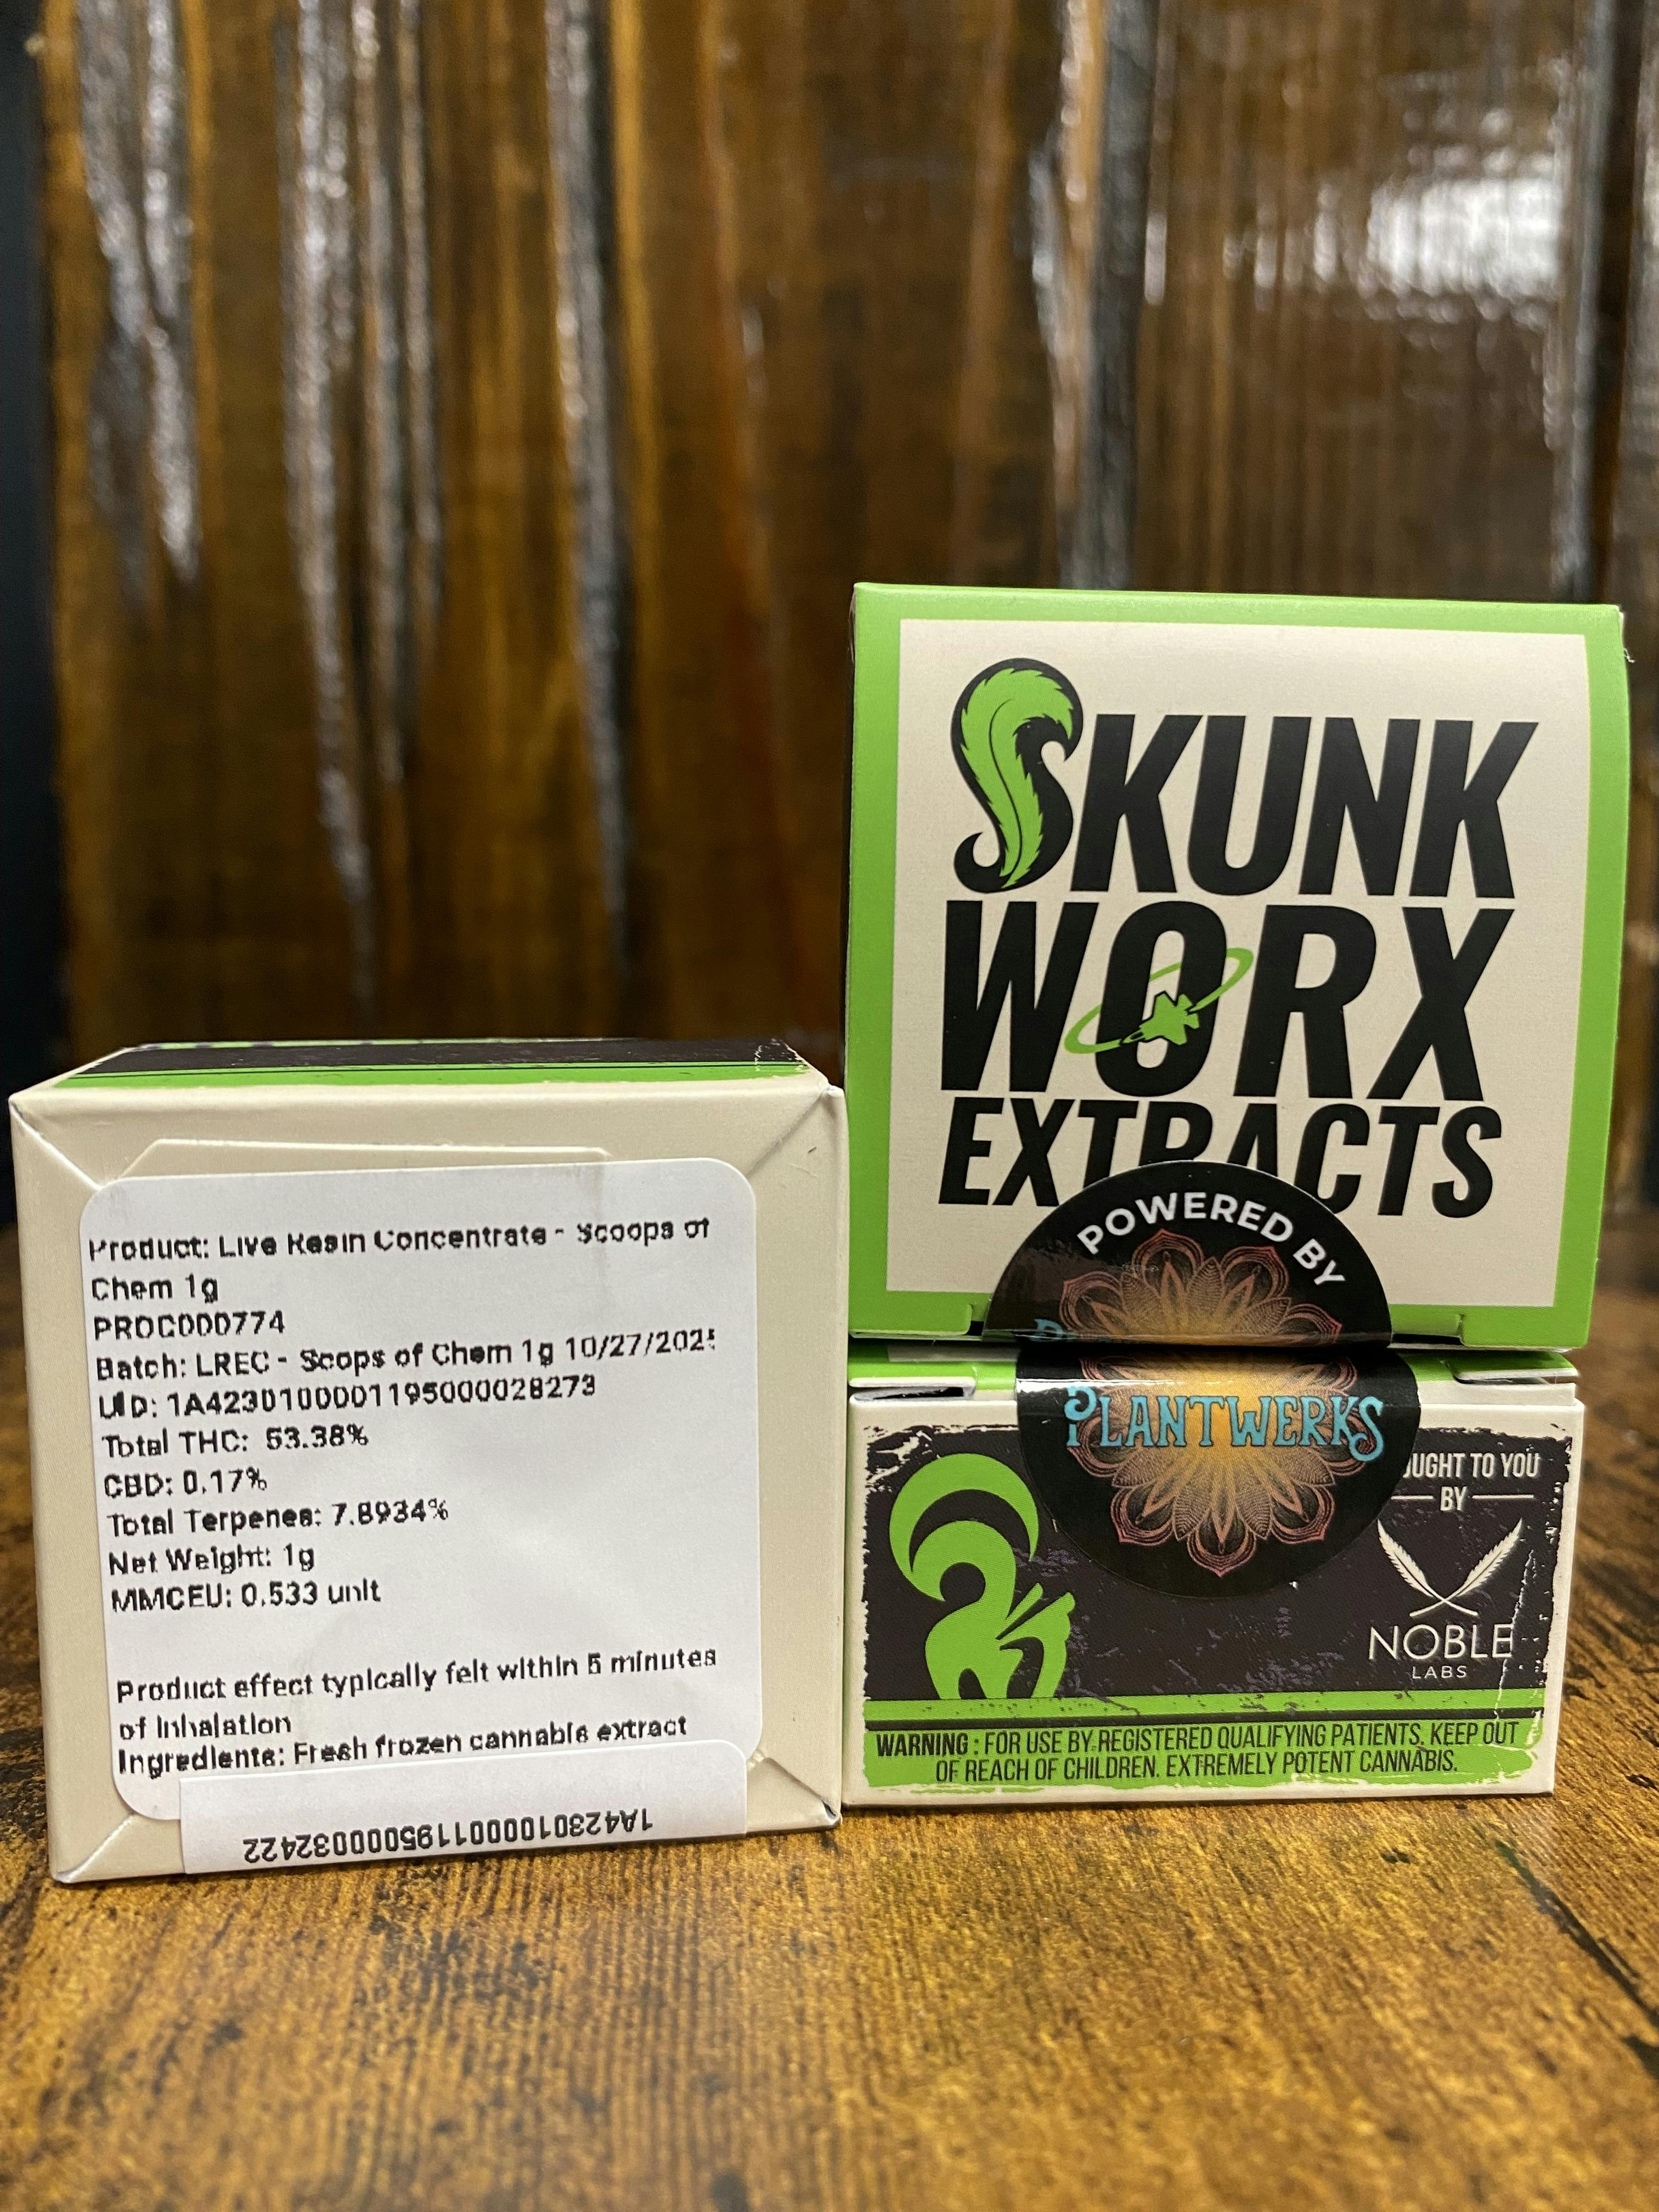 Product: Live Resin Concentrate - Scoops of
Chem 1g
PROC000774
Batch: LREC - Scops of Chem 1g 10/27/2025
UID: 1A4230100001195000028273
Total THC: 53.38%
CBD: 0.17%
Total Terpenes: 7.8934%
Net Weight: 1g
MMCEU: 0.533 unit
Product effect typically felt within 5 minutes
of Inhalation
Ingredients: Fresh frozen cannabis extract
1A4230100001195000032422
SKUNK
WORX
EXTRACTS
POWERED BY
PLANTWERKS
TO YOU
BY
NOBLE
LABS
WARNING : FOR USE BY REGISTERED QUALIFYING PATIENTS. KEEP OUT
OF REACH OF CHILDREN. EXTREMELY POTENT CANNABIS.